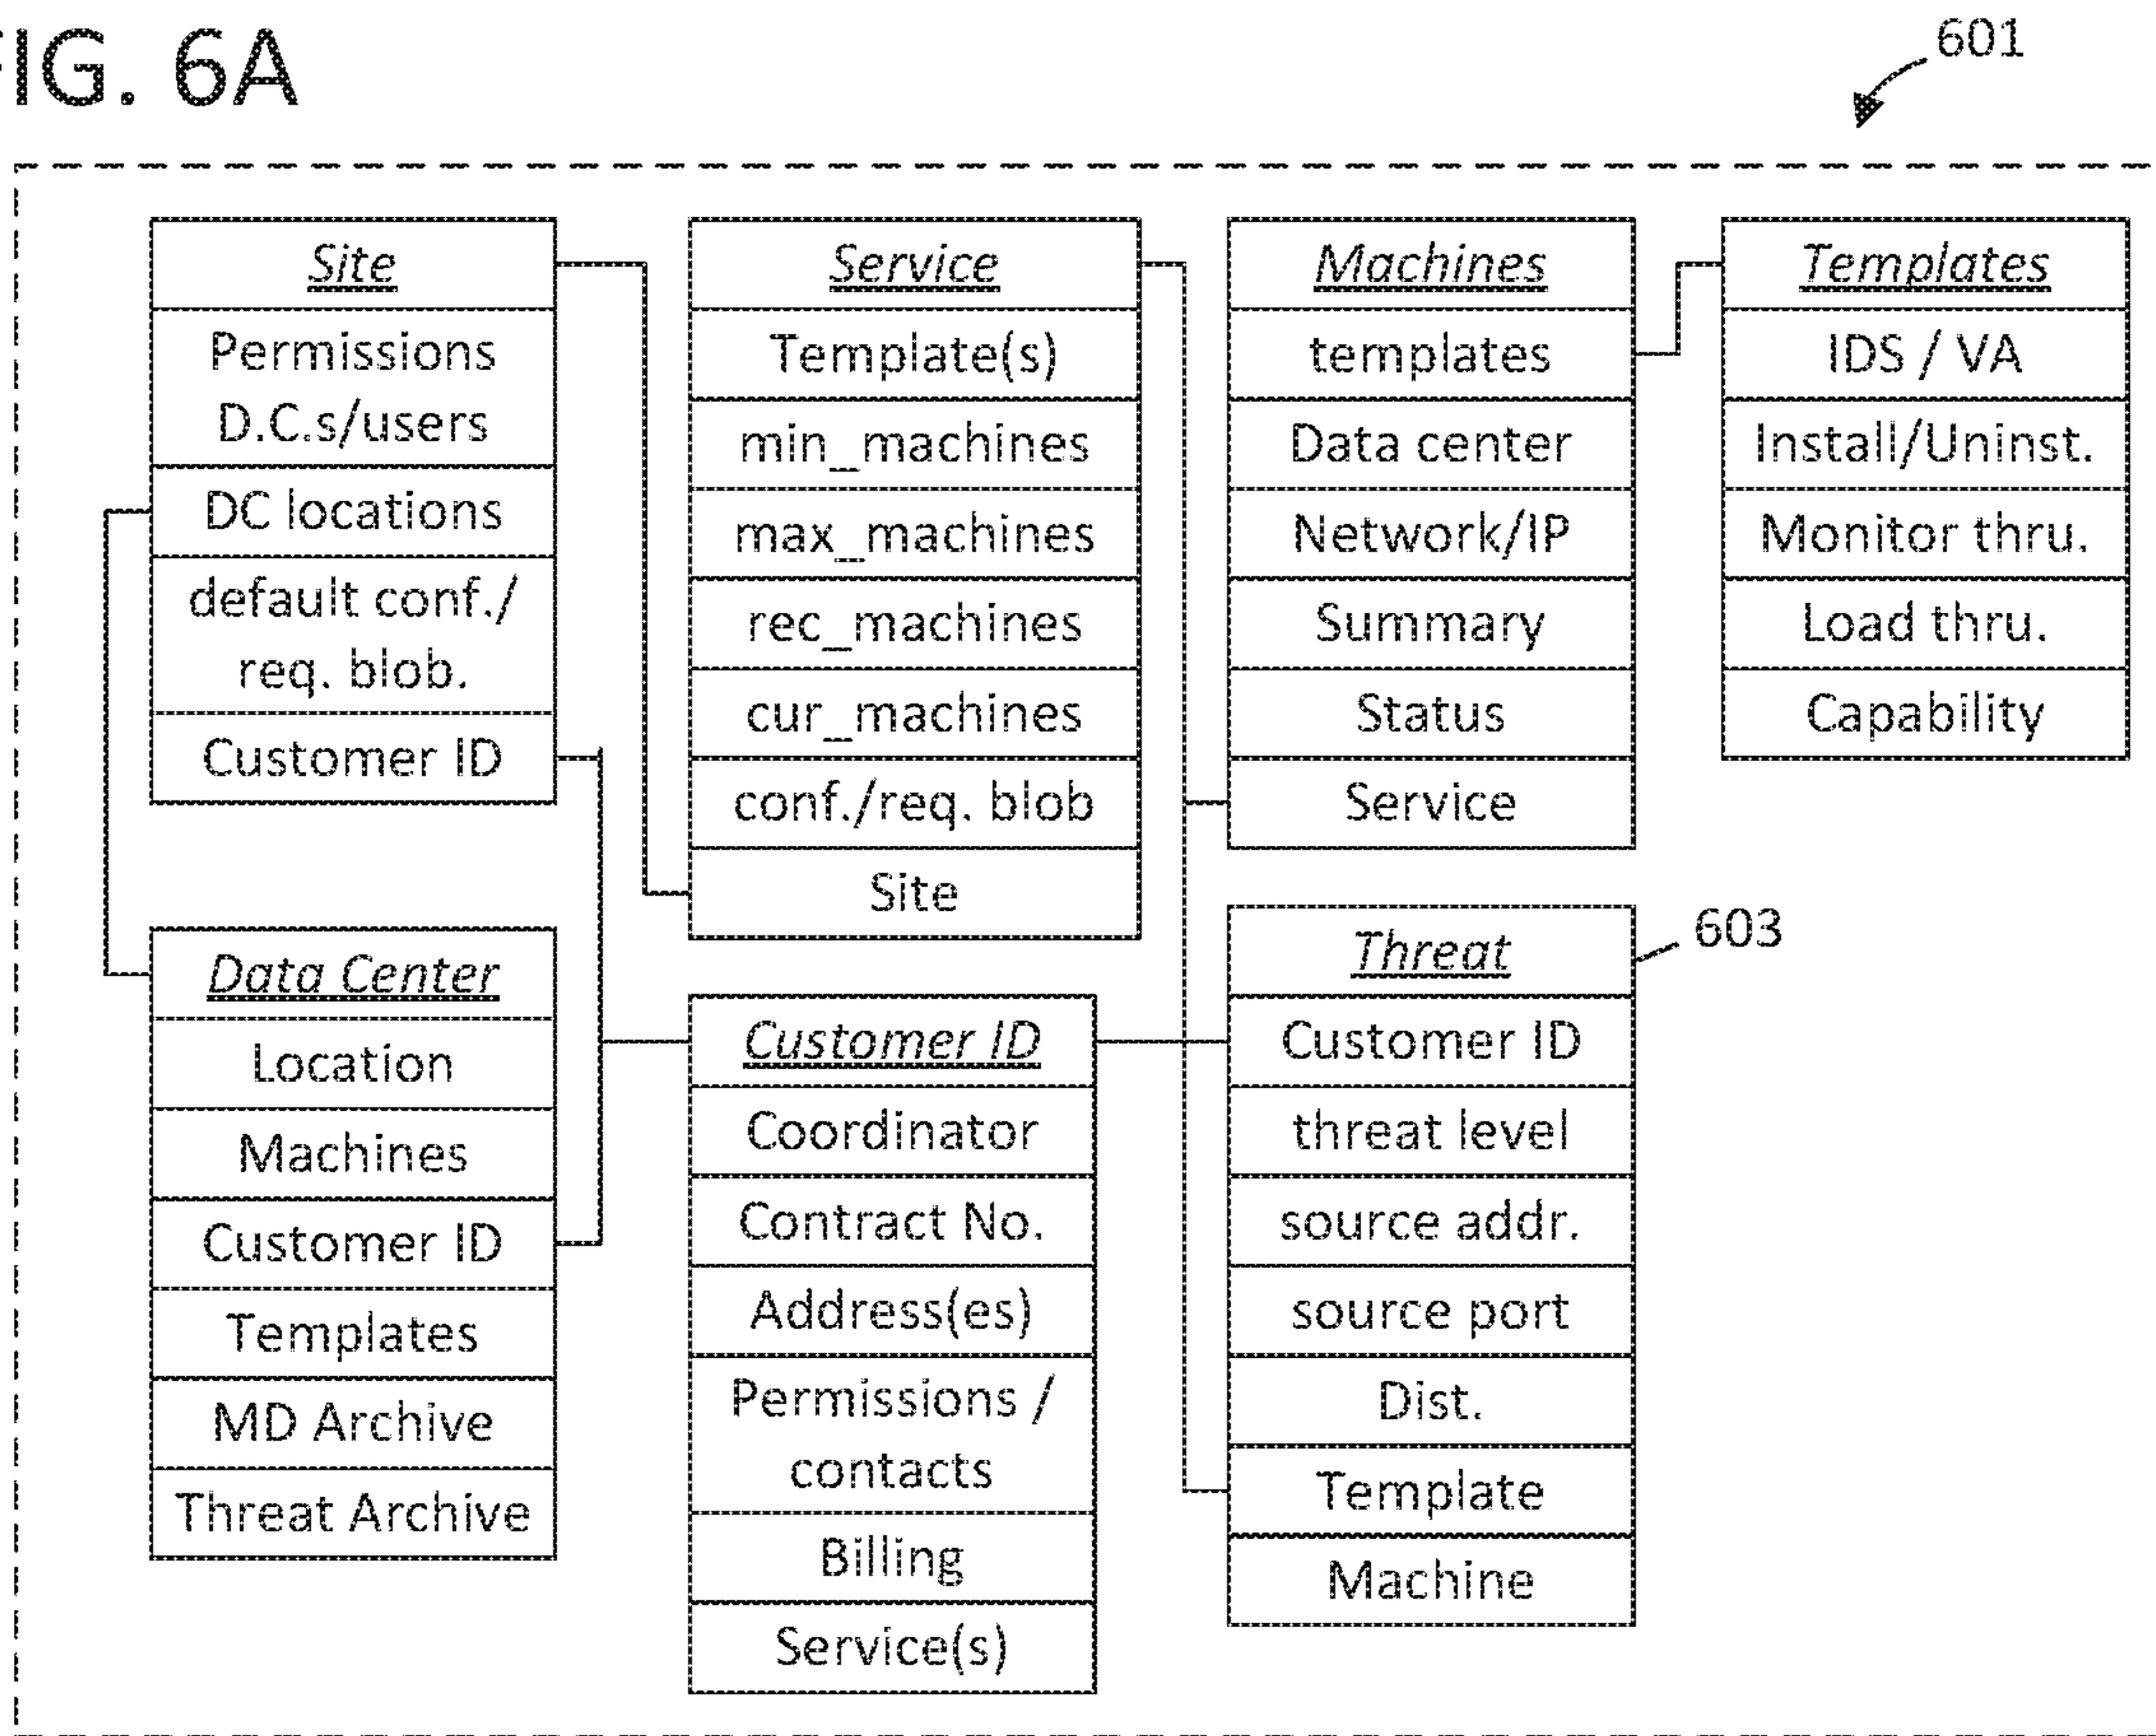 FIG. 6A
601
Site
Permissions
D.C.s/users
DC locations
default conf./
req. blob.
Customer ID
Service
Template(s)
min_machines
max_machines
rec_machines
cur_machines
conf./req. blob
Site
Machines
templates
Data center
Network/IP
Summary
Status
Service
Templates
IDS / VA
Install/Uninst.
Monitor thru.
Load thru.
Capability
Data Center
Location
Machines
Customer ID
Templates
MD Archive
Threat Archive
Customer ID
Coordinator
Contract No.
Address(es)
Permissions /
contacts
Billing
Service(s)
Threat
603
Customer ID
threat level
source addr.
source port
Dist.
Template
Machine